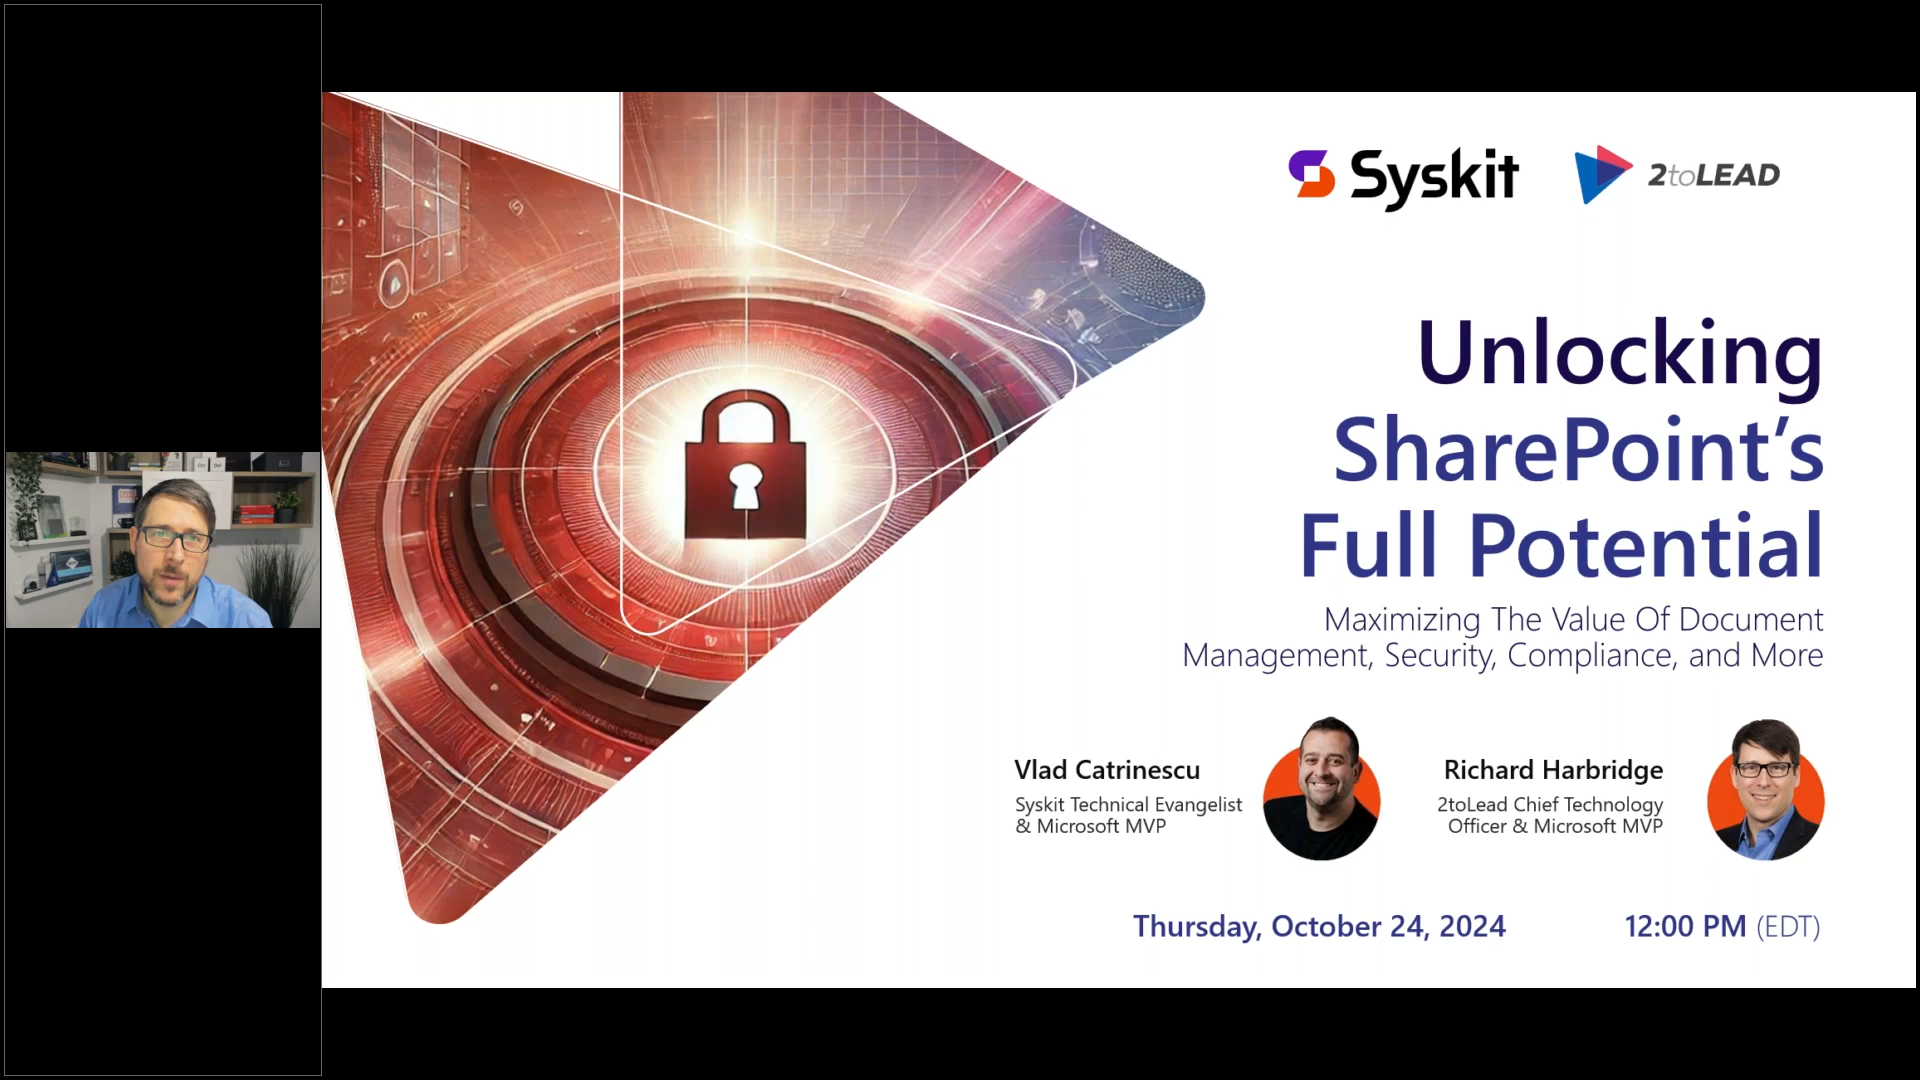 Syskit
2toLEAD
Unlocking
SharePoint’s
Full Potential
Maximizing The Value Of Document
Management, Security, Compliance, and More
Vlad Catrinescu
Syskit Technical Evangelist
& Microsoft MVP
Richard Harbridge
2toLead Chief Technology
Officer & Microsoft MVP
Thursday, October 24, 2024
12:00 PM (EDT)